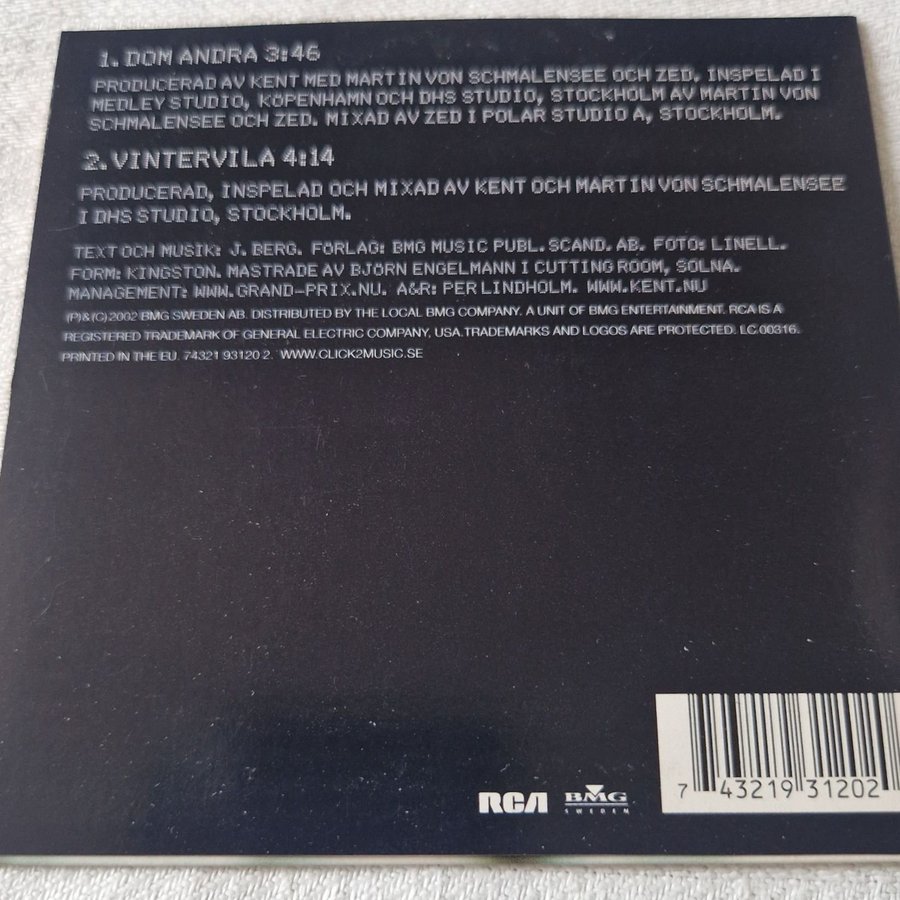 1. DOM ANDRA 3:46
PRODUCERAD AV KENT MED MARTIN VON SCHMALENSEE OCH ZED, INSPELAD I
MEDLEY STUDIO, KÖPENHAMN OCH DHS STUDIO, STOCKHOLM AV MARTIN VON
SCHMALENSEE OCH ZED. MIXAD AV ZED I POLAR STUDIO A, STOCKHOLM.
2. VINTERVILA 4:14
PRODUCERAD, INSPELAD OCH MIXAD AV KENT OCH MARTIN VON SCHMALENSEE
I DHS STUDIO, STOCKHOLM.
TEXT OCH MUSIK: J. BERG. FÖRLAG: BMG MUSIC PUBL. SCAND. AB. FOTO: LINELL.
FORM: KINGSTON. MASTRADE AV BJÖRN ENGELMANN I CUTTING ROOM, SOLNA.
MANAGEMENT: WWW.GRAND-PRIX.NU. A&R: PER LINDHOLM. WWW.KENT.NU
(P)&(C)2002 BMG SWEDEN AB. DISTRIBUTED BY THE LOCAL BMG COMPANY. A UNIT OF BMG ENTERTAINMENT. RCA IS A
REGISTERED TRADEMARK OF GENERAL ELECTRIC COMPANY, USA. TRADEMARKS AND LOGOS ARE PROTECTED. LC 00316.
PRINTED IN THE EU. 74321 93120 2. WWW.CLICK2MUSIC.SE
RCA BMG
SWEDEN
7 43219 31202